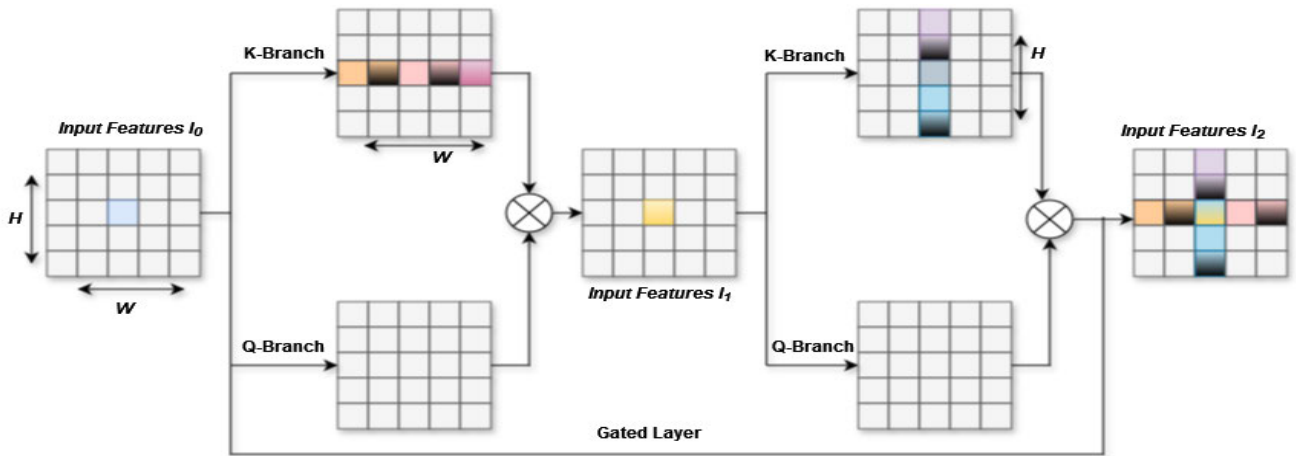 K-Branch
W
Input Features I₀
H
W
Q-Branch
Input Features I₁
K-Branch
H
Q-Branch
Input Features I₂
Gated Layer